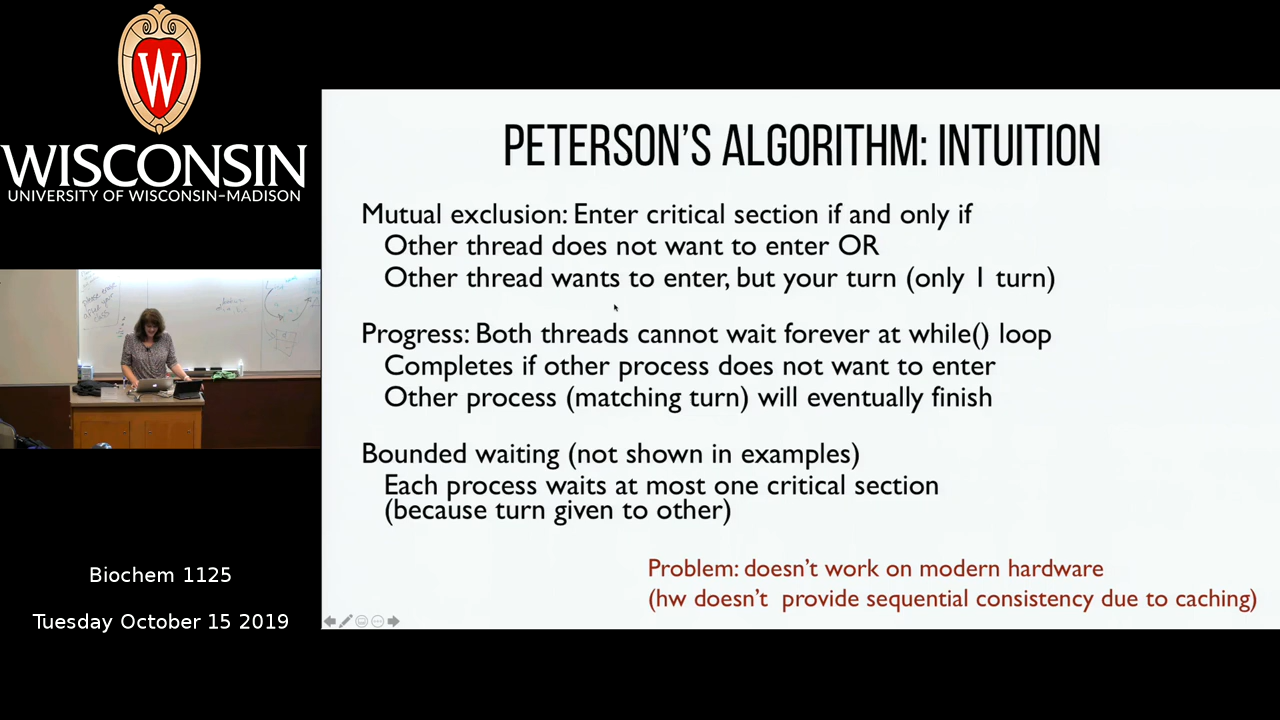 W
WISCONSIN
UNIVERSITY OF WISCONSIN–MADISON
PETERSON'S ALGORITHM: INTUITION
Mutual exclusion: Enter critical section if and only if
Other thread does not want to enter OR
Other thread wants to enter, but your turn (only 1 turn)
Progress: Both threads cannot wait forever at while() loop
Completes if other process does not want to enter
Other process (matching turn) will eventually finish
Bounded waiting (not shown in examples)
Each process waits at most one critical section
(because turn given to other)
Problem: doesn't work on modern hardware
(hw doesn't provide sequential consistency due to caching)
Biochem 1125
Tuesday October 15 2019